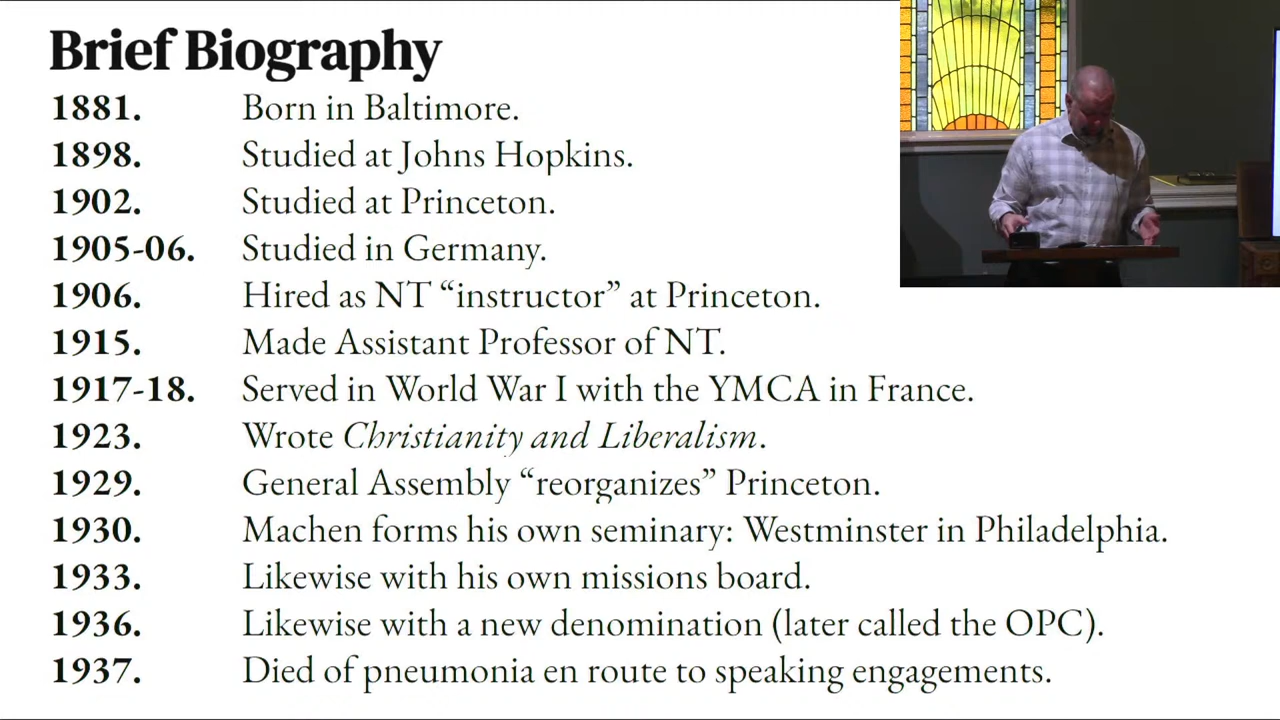 Brief Biography
1881. Born in Baltimore.
1898. Studied at Johns Hopkins.
1902. Studied at Princeton.
1905-06. Studied in Germany.
1906. Hired as NT “instructor” at Princeton.
1915. Made Assistant Professor of NT.
1917-18. Served in World War I with the YMCA in France.
1923. Wrote Christianity and Liberalism.
1929. General Assembly “reorganizes” Princeton.
1930. Machen forms his own seminary: Westminster in Philadelphia.
1933. Likewise with his own missions board.
1936. Likewise with a new denomination (later called the OPC).
1937. Died of pneumonia en route to speaking engagements.